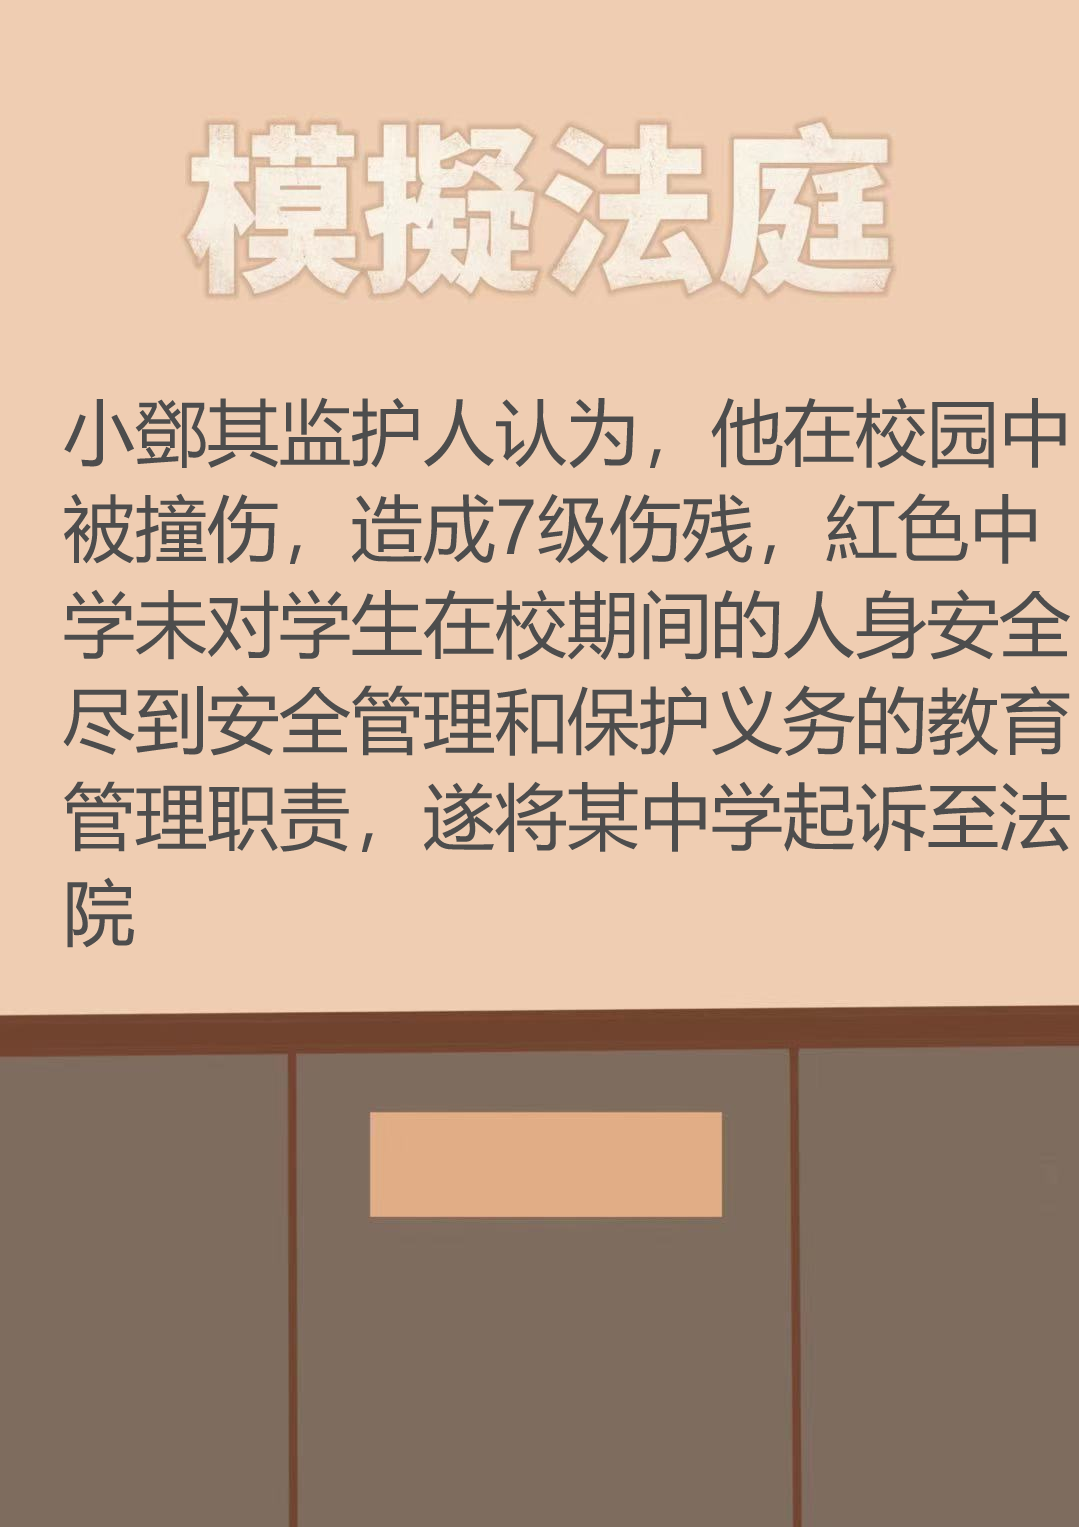 模擬法庭
小鄧其监护人认为，他在校园中
被撞伤，造成7级伤残，紅色中
学未对学生在校期间的人身安全
尽到安全管理和保护义务的教育
管理职责，遂将某中学起诉至法
院